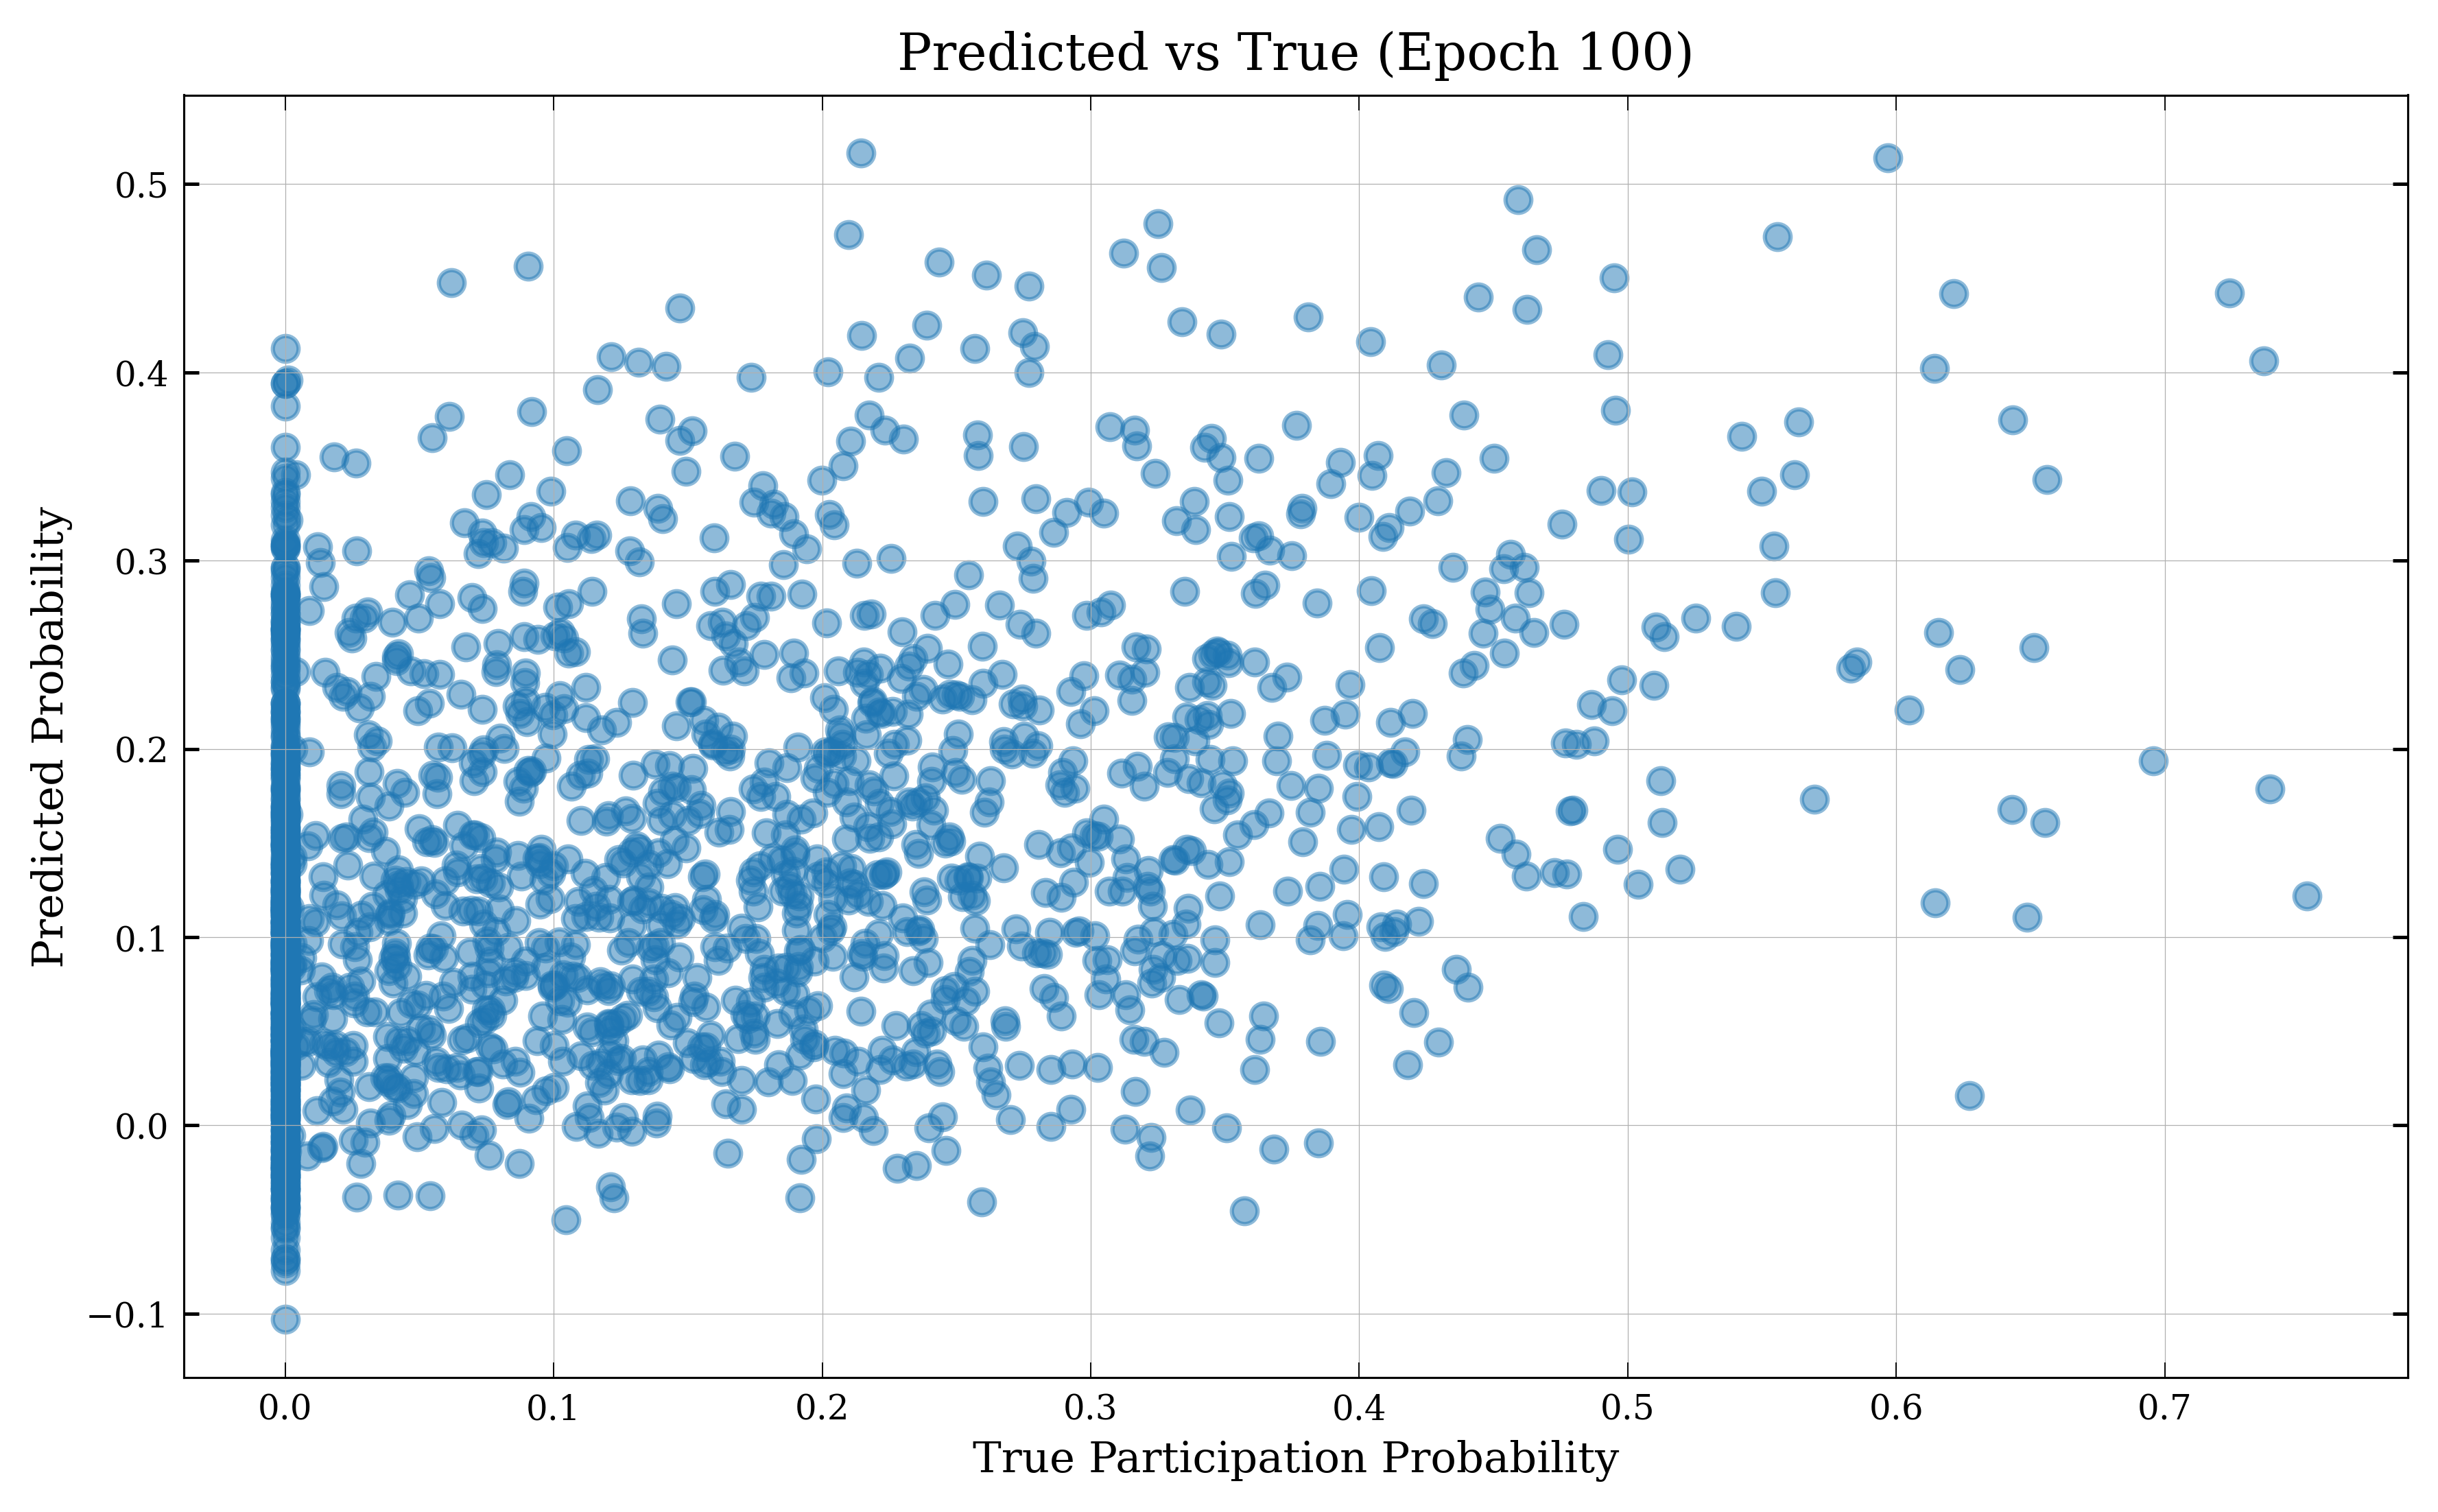 Predicted vs True (Epoch 100)
Predicted Probability
0.5
0.4
0.3
0.2
0.1
0.0
−0.1
0.0 0.1 0.2 0.3 0.4 0.5 0.6 0.7
True Participation Probability